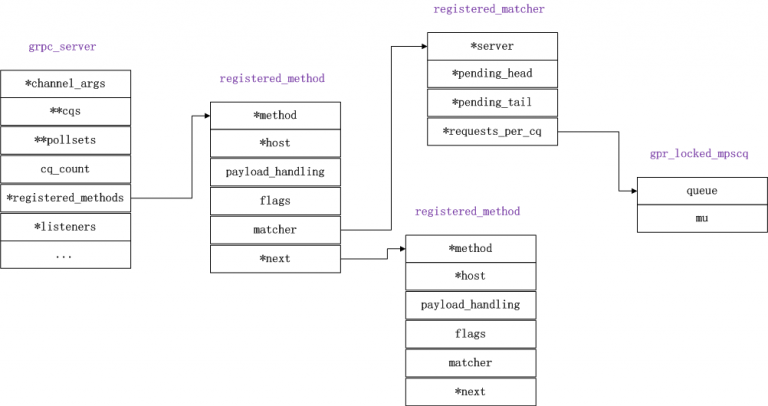 grpc_server
*channel_args
**cqs
**pollsets
cq_count
*registered_methods
*listeners
...
registered_method
*method
*host
payload_handling
flags
matcher
*next
registered_matcher
*server
*pending_head
*pending_tail
*requests_per_cq
gpr_locked_mpscq
queue
mu
registered_method
*method
*host
payload_handling
flags
matcher
*next